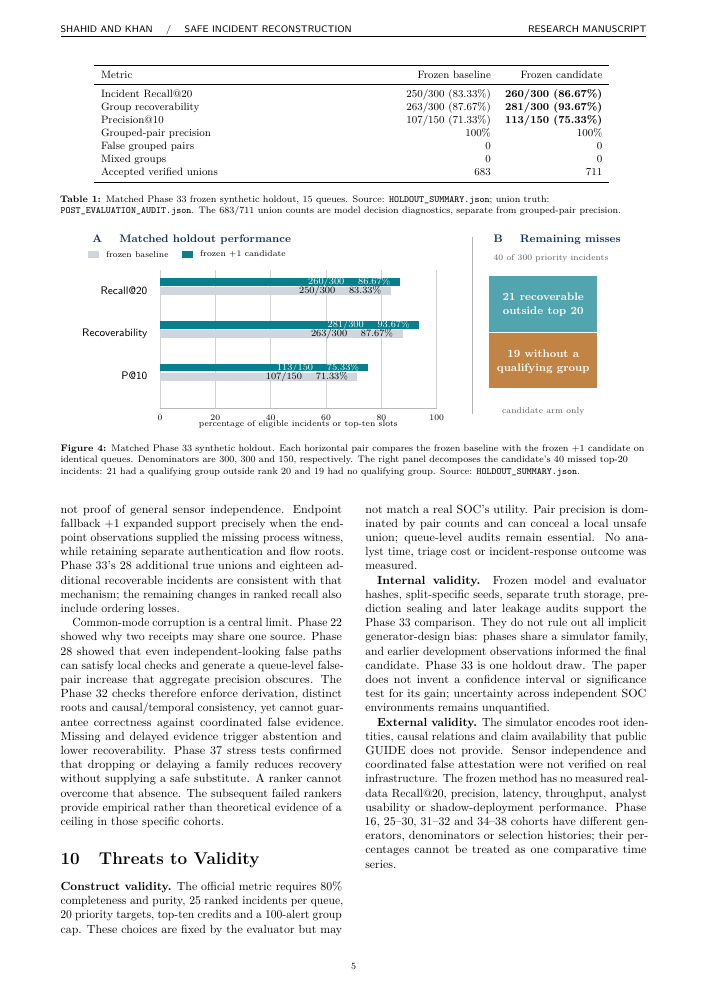 SHAHID AND KHAN / SAFE INCIDENT RECONSTRUCTION RESEARCH MANUSCRIPT
Metric Frozen baseline Frozen candidate
Incident Recall@20 250/300 (83.33%) 260/300 (86.67%)
Group recoverability 263/300 (87.67%) 281/300 (93.67%)
Precision@10 107/150 (71.33%) 113/150 (75.33%)
Grouped-pair precision 100% 100%
False grouped pairs 0 0
Mixed groups 0 0
Accepted verified unions 683 711
Table 1: Matched Phase 33 frozen synthetic holdout, 15 queues. Source: HOLDOUT_SUMMARY.json; union truth:
POST_EVALUATION_AUDIT.json. The 683/711 union counts are model decision diagnostics, separate from grouped-pair precision.
A Matched holdout performance
frozen baseline frozen +1 candidate
Recall@20
260/300 86.67%
250/300 83.33%
Recoverability
281/300 93.67%
263/300 87.67%
P@10
113/150 75.33%
107/150 71.33%
0 20 40 60 80 100
percentage of eligible incidents or top-ten slots
B Remaining misses
40 of 300 priority incidents
21 recoverable
outside top 20
19 without a
qualifying group
candidate arm only
Figure 4: Matched Phase 33 synthetic holdout. Each horizontal pair compares the frozen baseline with the frozen +1 candidate on
identical queues. Denominators are 300, 300 and 150, respectively. The right panel decomposes the candidate's 40 missed top-20
incidents: 21 had a qualifying group outside rank 20 and 19 had no qualifying group. Source: HOLDOUT_SUMMARY.json.
not proof of general sensor independence. Endpoint
fallback +1 expanded support precisely when the end-
point observations supplied the missing process witness,
while retaining separate authentication and flow roots.
Phase 33's 28 additional true unions and eighteen ad-
ditional recoverable incidents are consistent with that
mechanism; the remaining changes in ranked recall also
include ordering losses.
Common-mode corruption is a central limit. Phase 22
showed why two receipts may share one source. Phase
28 showed that even independent-looking false paths
can satisfy local checks and generate a queue-level false-
pair increase that aggregate precision obscures. The
Phase 32 checks therefore enforce derivation, distinct
roots and causal/temporal consistency, yet cannot guar-
antee correctness against coordinated false evidence.
Missing and delayed evidence trigger abstention and
lower recoverability. Phase 37 stress tests confirmed
that dropping or delaying a family reduces recovery
without supplying a safe substitute. A ranker cannot
overcome that absence. The subsequent failed rankers
provide empirical rather than theoretical evidence of a
ceiling in those specific cohorts.
10 Threats to Validity
Construct validity. The official metric requires 80%
completeness and purity, 25 ranked incidents per queue,
20 priority targets, top-ten credits and a 100-alert group
cap. These choices are fixed by the evaluator but may
not match a real SOC's utility. Pair precision is dom-
inated by pair counts and can conceal a local unsafe
union; queue-level audits remain essential. No ana-
lyst time, triage cost or incident-response outcome was
measured.
Internal validity. Frozen model and evaluator
hashes, split-specific seeds, separate truth storage, pre-
diction sealing and later leakage audits support the
Phase 33 comparison. They do not rule out all implicit
generator-design bias: phases share a simulator family,
and earlier development observations informed the final
candidate. Phase 33 is one holdout draw. The paper
does not invent a confidence interval or significance
test for its gain; uncertainty across independent SOC
environments remains unquantified.
External validity. The simulator encodes root iden-
tities, causal relations and claim availability that public
GUIDE does not provide. Sensor independence and
coordinated false attestation were not verified on real
infrastructure. The frozen method has no measured real-
data Recall@20, precision, latency, throughput, analyst
usability or shadow-deployment performance. Phase
16, 25–30, 31–32 and 34–38 cohorts have different gen-
erators, denominators or selection histories; their per-
centages cannot be treated as one comparative time
series.
5